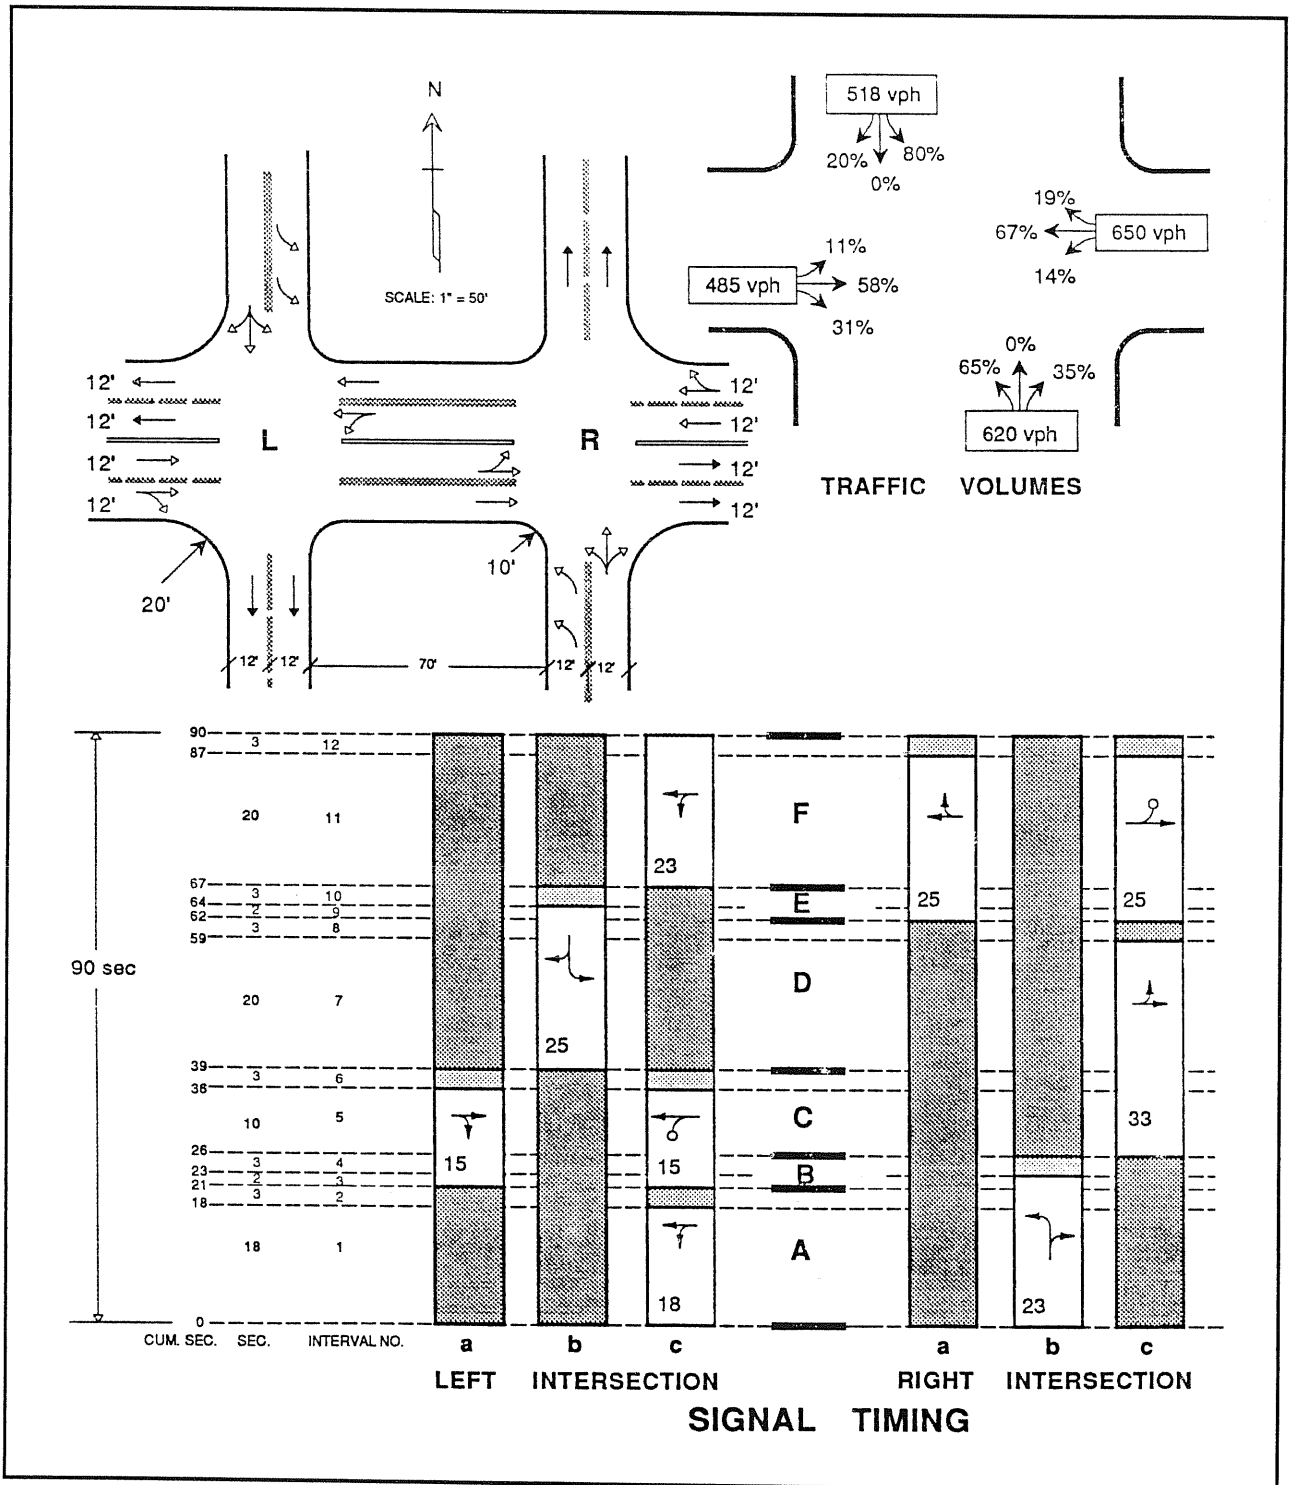 518 vph
N
20% 80%
0%
19%
67% 650 vph
14%
11%
485 vph 58%
31%
SCALE: 1" = 50'
0%
65% 35%
620 vph
TRAFFIC VOLUMES
12' 12'
12' 12'
L R
12' 12'
12' 12'
10'
20'
12' 12' 70' 12' 12'
90
3 12
87
20 11 F
23
67
3 10
64 E 25 25
2 9
62
3 8
59
90 sec
20 7 D
25
39
3 6
36
10 5 C 33
26
15 15
3 4
23 B
2 3
21
3 2
18
18 1 A
18 23
0
CUM. SEC. SEC. INTERVAL NO. a b c a b c
LEFT INTERSECTION RIGHT INTERSECTION
SIGNAL TIMING